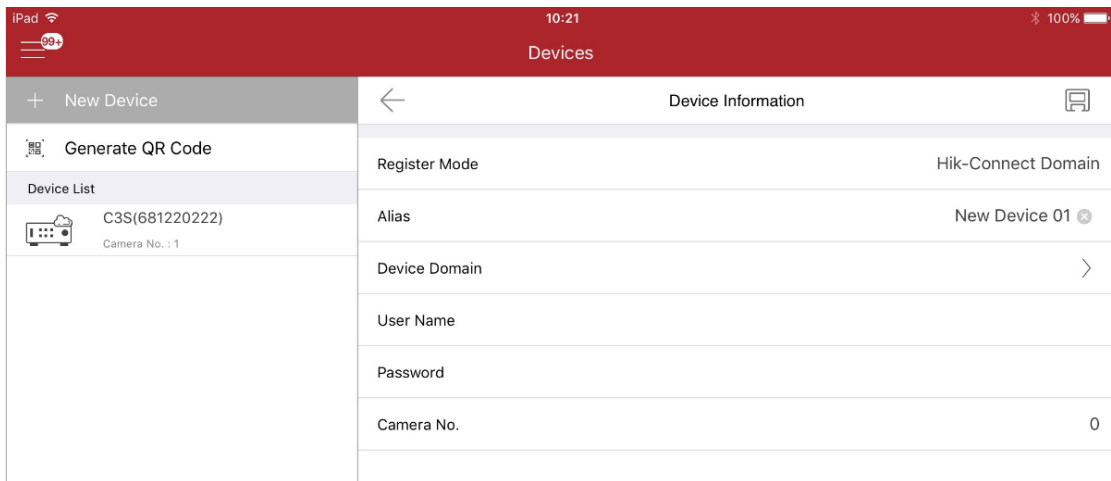 iPad 10:21 100%
99+
Devices
+ New Device
Generate QR Code
Device List
C3S(681220222)
Camera No. : 1
Device Information
Register Mode Hik-Connect Domain
Alias New Device 01
Device Domain
User Name
Password
Camera No. 0